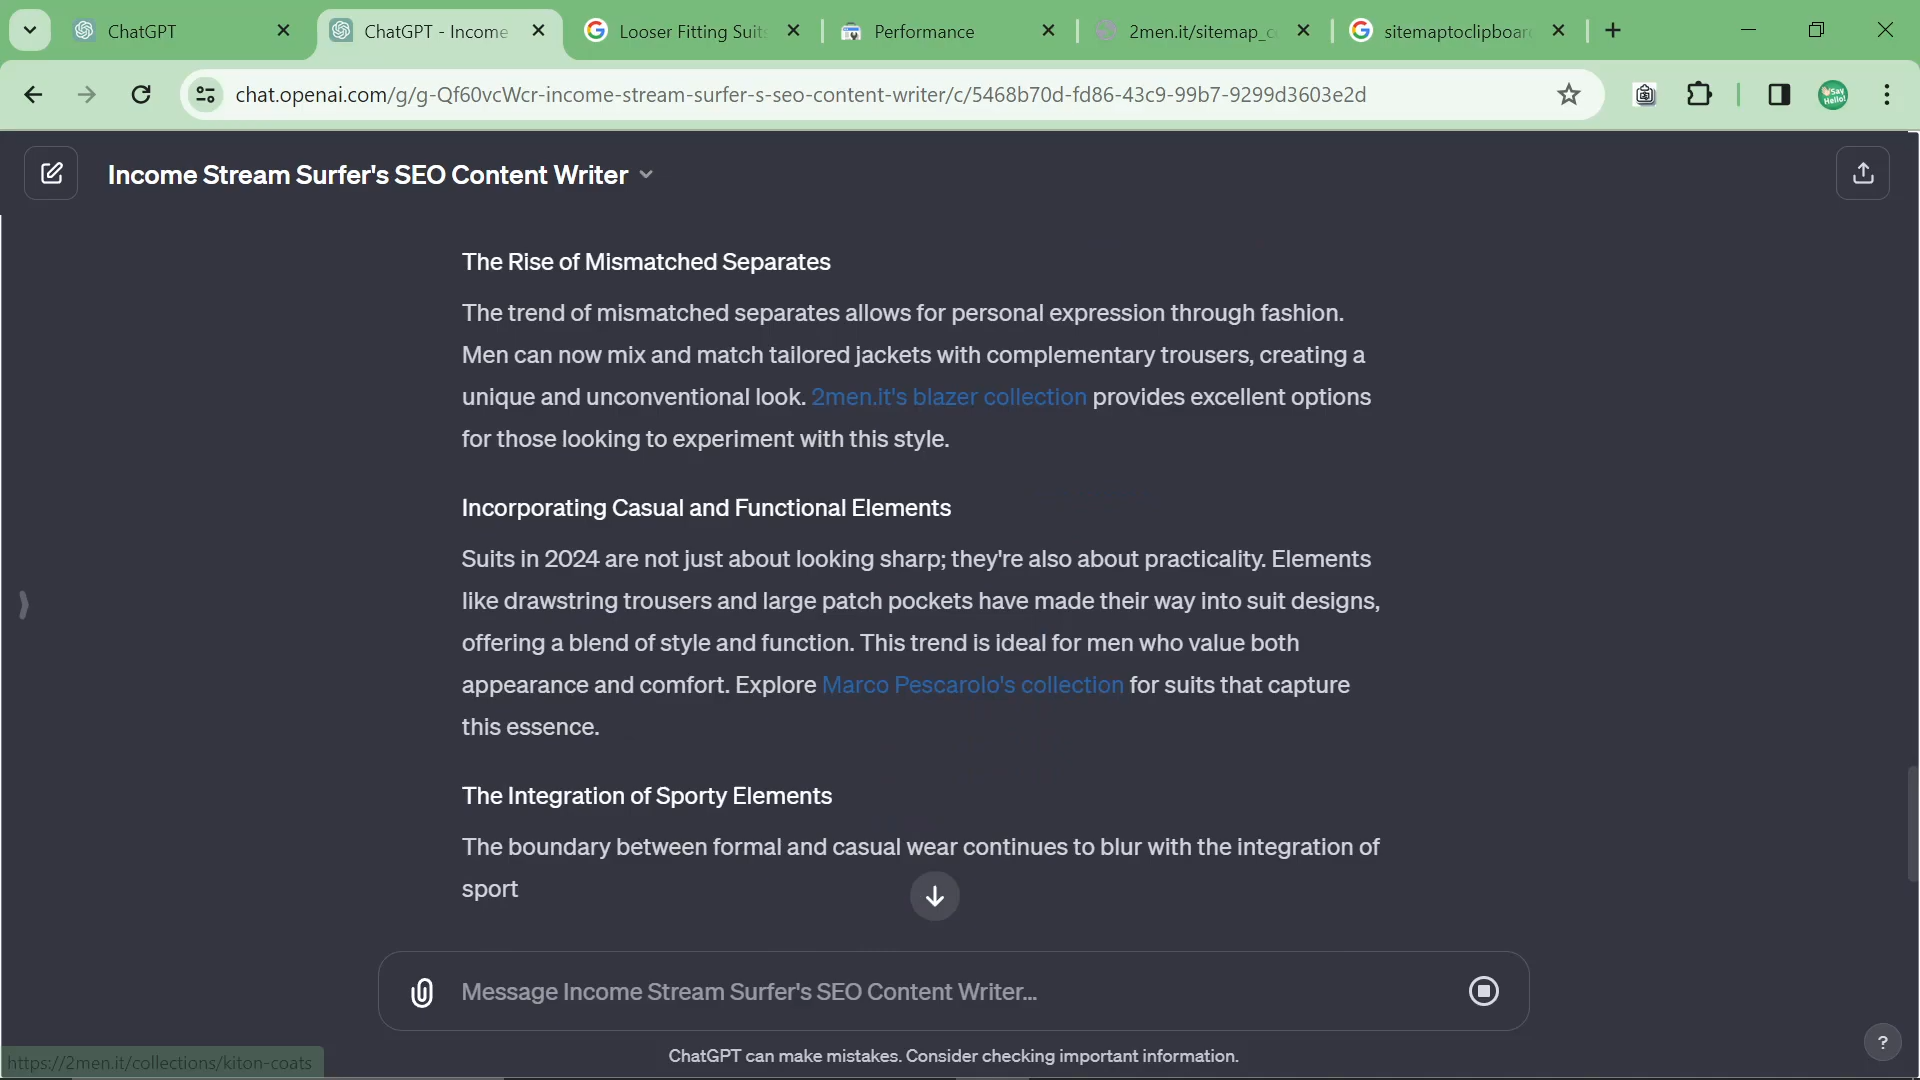 ChatGPT
ChatGPT - Income
Looser Fitting Suit
Performance
2men.it/sitemap_c
sitemaptoclipboar
chat.openai.com/g/g-Qf60vcWcr-income-stream-surfer-s-seo-content-writer/c/5468b70d-fd86-43c9-99b7-9299d3603e2d
Say
Hello!
Income Stream Surfer's SEO Content Writer
The Rise of Mismatched Separates
The trend of mismatched separates allows for personal expression through fashion.
Men can now mix and match tailored jackets with complementary trousers, creating a
unique and unconventional look. 2men.it's blazer collection provides excellent options
for those looking to experiment with this style.
Incorporating Casual and Functional Elements
Suits in 2024 are not just about looking sharp; they're also about practicality. Elements
like drawstring trousers and large patch pockets have made their way into suit designs,
offering a blend of style and function. This trend is ideal for men who value both
appearance and comfort. Explore Marco Pescarolo's collection for suits that capture
this essence.
The Integration of Sporty Elements
The boundary between formal and casual wear continues to blur with the integration of
sport
Message Income Stream Surfer's SEO Content Writer...
ChatGPT can make mistakes. Consider checking important information.
?
https://2men.it/collections/kiton-coats